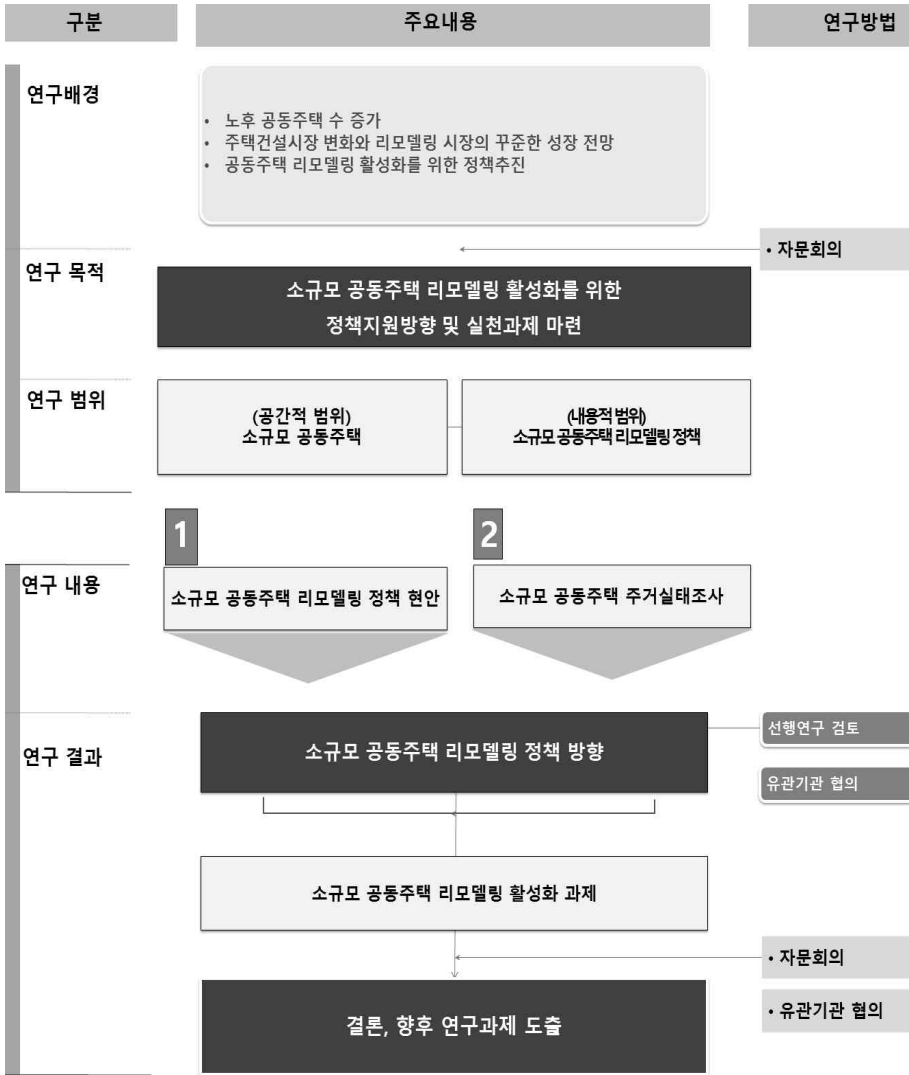 구분
주요내용
연구방법
연구배경
• 노후 공동주택 수 증가
• 주택건설시장 변화와 리모델링 시장의 꾸준한 성장 전망
• 공동주택 리모델링 활성화를 위한 정책추진
• 자문회의
연구 목적
소규모 공동주택 리모델링 활성화를 위한
정책지원방향 및 실천과제 마련
연구 범위
(공간적 범위)
소규모 공동주택
(내용적 범위)
소규모 공동주택 리모델링 정책
1
2
연구 내용
소규모 공동주택 리모델링 정책 현안
소규모 공동주택 주거실태조사
연구 결과
소규모 공동주택 리모델링 정책 방향
선행연구 검토
유관기관 협의
소규모 공동주택 리모델링 활성화 과제
• 자문회의
• 유관기관 협의
결론, 향후 연구과제 도출